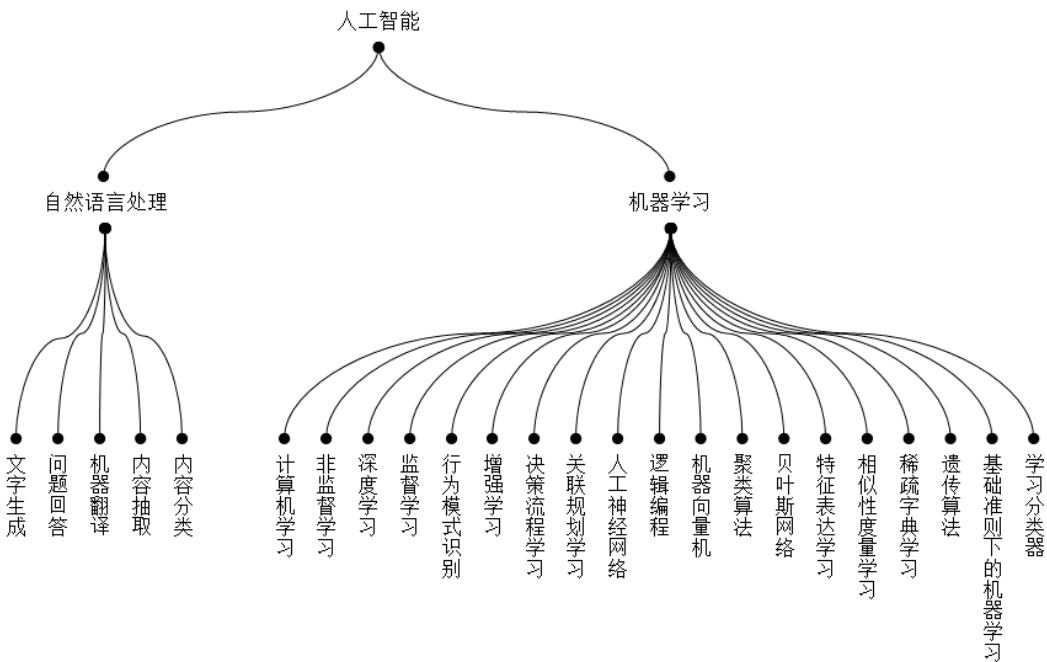 人工智能
自然语言处理
机器学习
文字生成
问题回答
机器翻译
内容抽取
内容分类
计算机学习
非监督学习
深度学习
监督学习
行为模式识别
增强学习
决策流程学习
关联规划学习
人工神经网络
逻辑编程
机器向量机
聚类算法
贝叶斯网络
特征表达学习
相似性度量学习
稀疏字典学习
遗传算法
基础准则下的机器学习
学习分类器